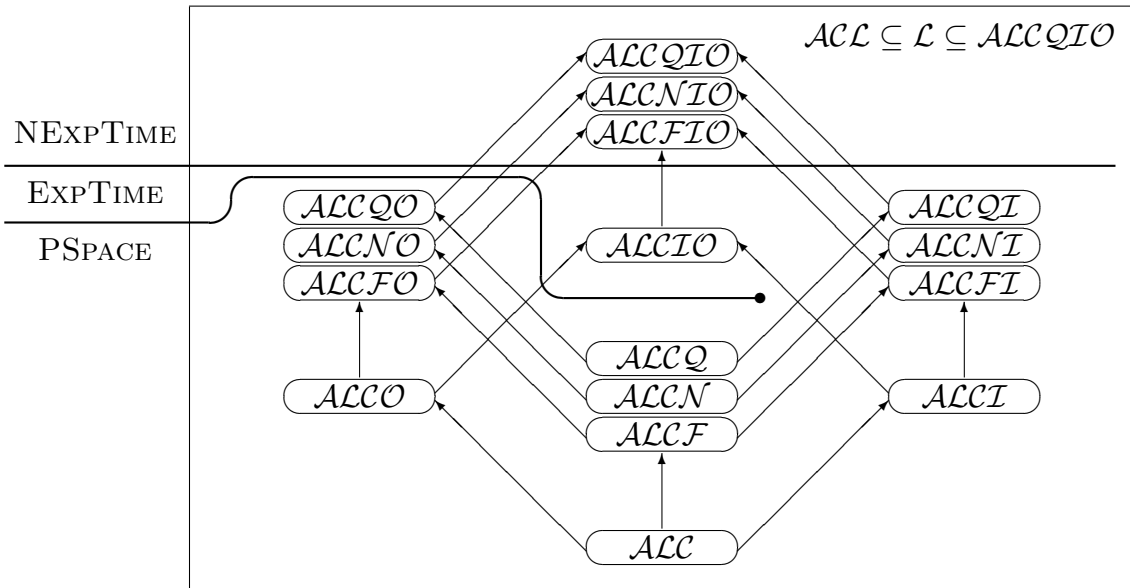 𝒜𝒞ℒ ⊆ ℒ ⊆ 𝒜ℒ𝒞𝒬ℐ𝒪
𝒜ℒ𝒞𝒬ℐ𝒪
𝒜ℒ𝒞𝒩ℐ𝒪
NExpTime
𝒜ℒ𝒞ℱℐ𝒪
ExpTime
𝒜ℒ𝒞𝒬𝒪
𝒜ℒ𝒞𝒬ℐ
PSpace
𝒜ℒ𝒞𝒩𝒪
𝒜ℒ𝒞ℐ𝒪
𝒜ℒ𝒞𝒩ℐ
𝒜ℒ𝒞ℱ𝒪
𝒜ℒ𝒞ℱℐ
𝒜ℒ𝒞𝒬
𝒜ℒ𝒞𝒪
𝒜ℒ𝒞𝒩
𝒜ℒ𝒞ℐ
𝒜ℒ𝒞ℱ
𝒜ℒ𝒞